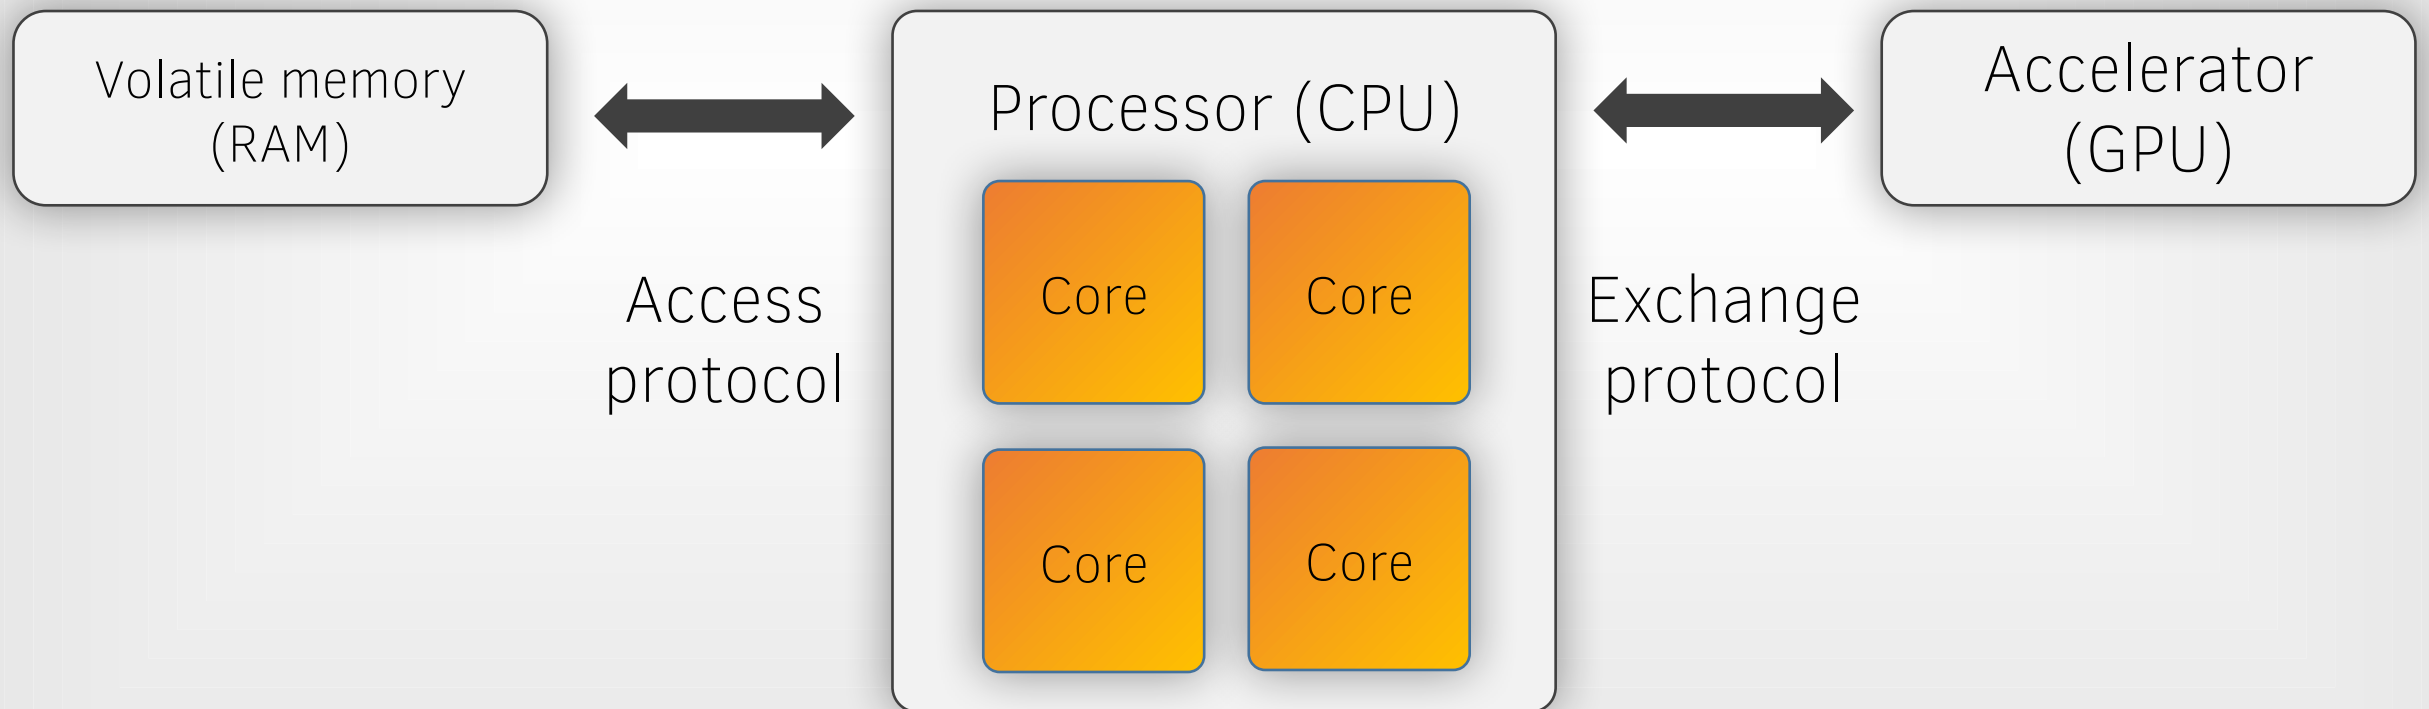 Volatile memory
(RAM)
Access
protocol
Processor (CPU)
Core
Core
Core
Core
Exchange
protocol
Accelerator
(GPU)